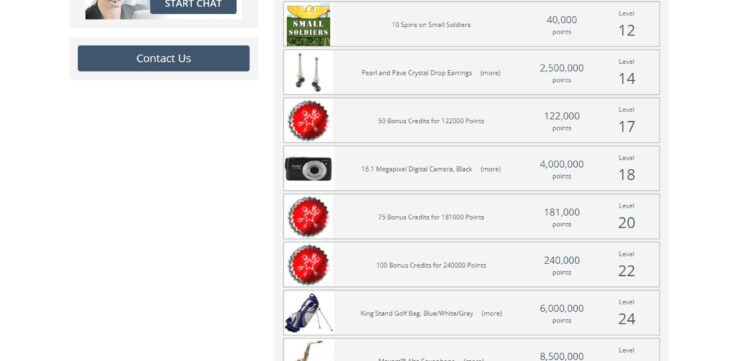 START CHAT
Contact Us
SMALL
SOLDIERS
10 Spins on Small Soldiers
40,000
points
Level
12
Pearl and Pave Crystal Drop Earrings (more)
2,500,000
points
Level
14
50 Bonus Credits for 122000 Points
122,000
points
Level
17
16.1 Megapixel Digital Camera, Black (more)
4,000,000
points
Level
18
75 Bonus Credits for 181000 Points
181,000
points
Level
20
100 Bonus Credits for 240000 Points
240,000
points
Level
22
King Stand Golf Bag, Blue/White/Gray (more)
6,000,000
points
Level
24
8,500,000
Level